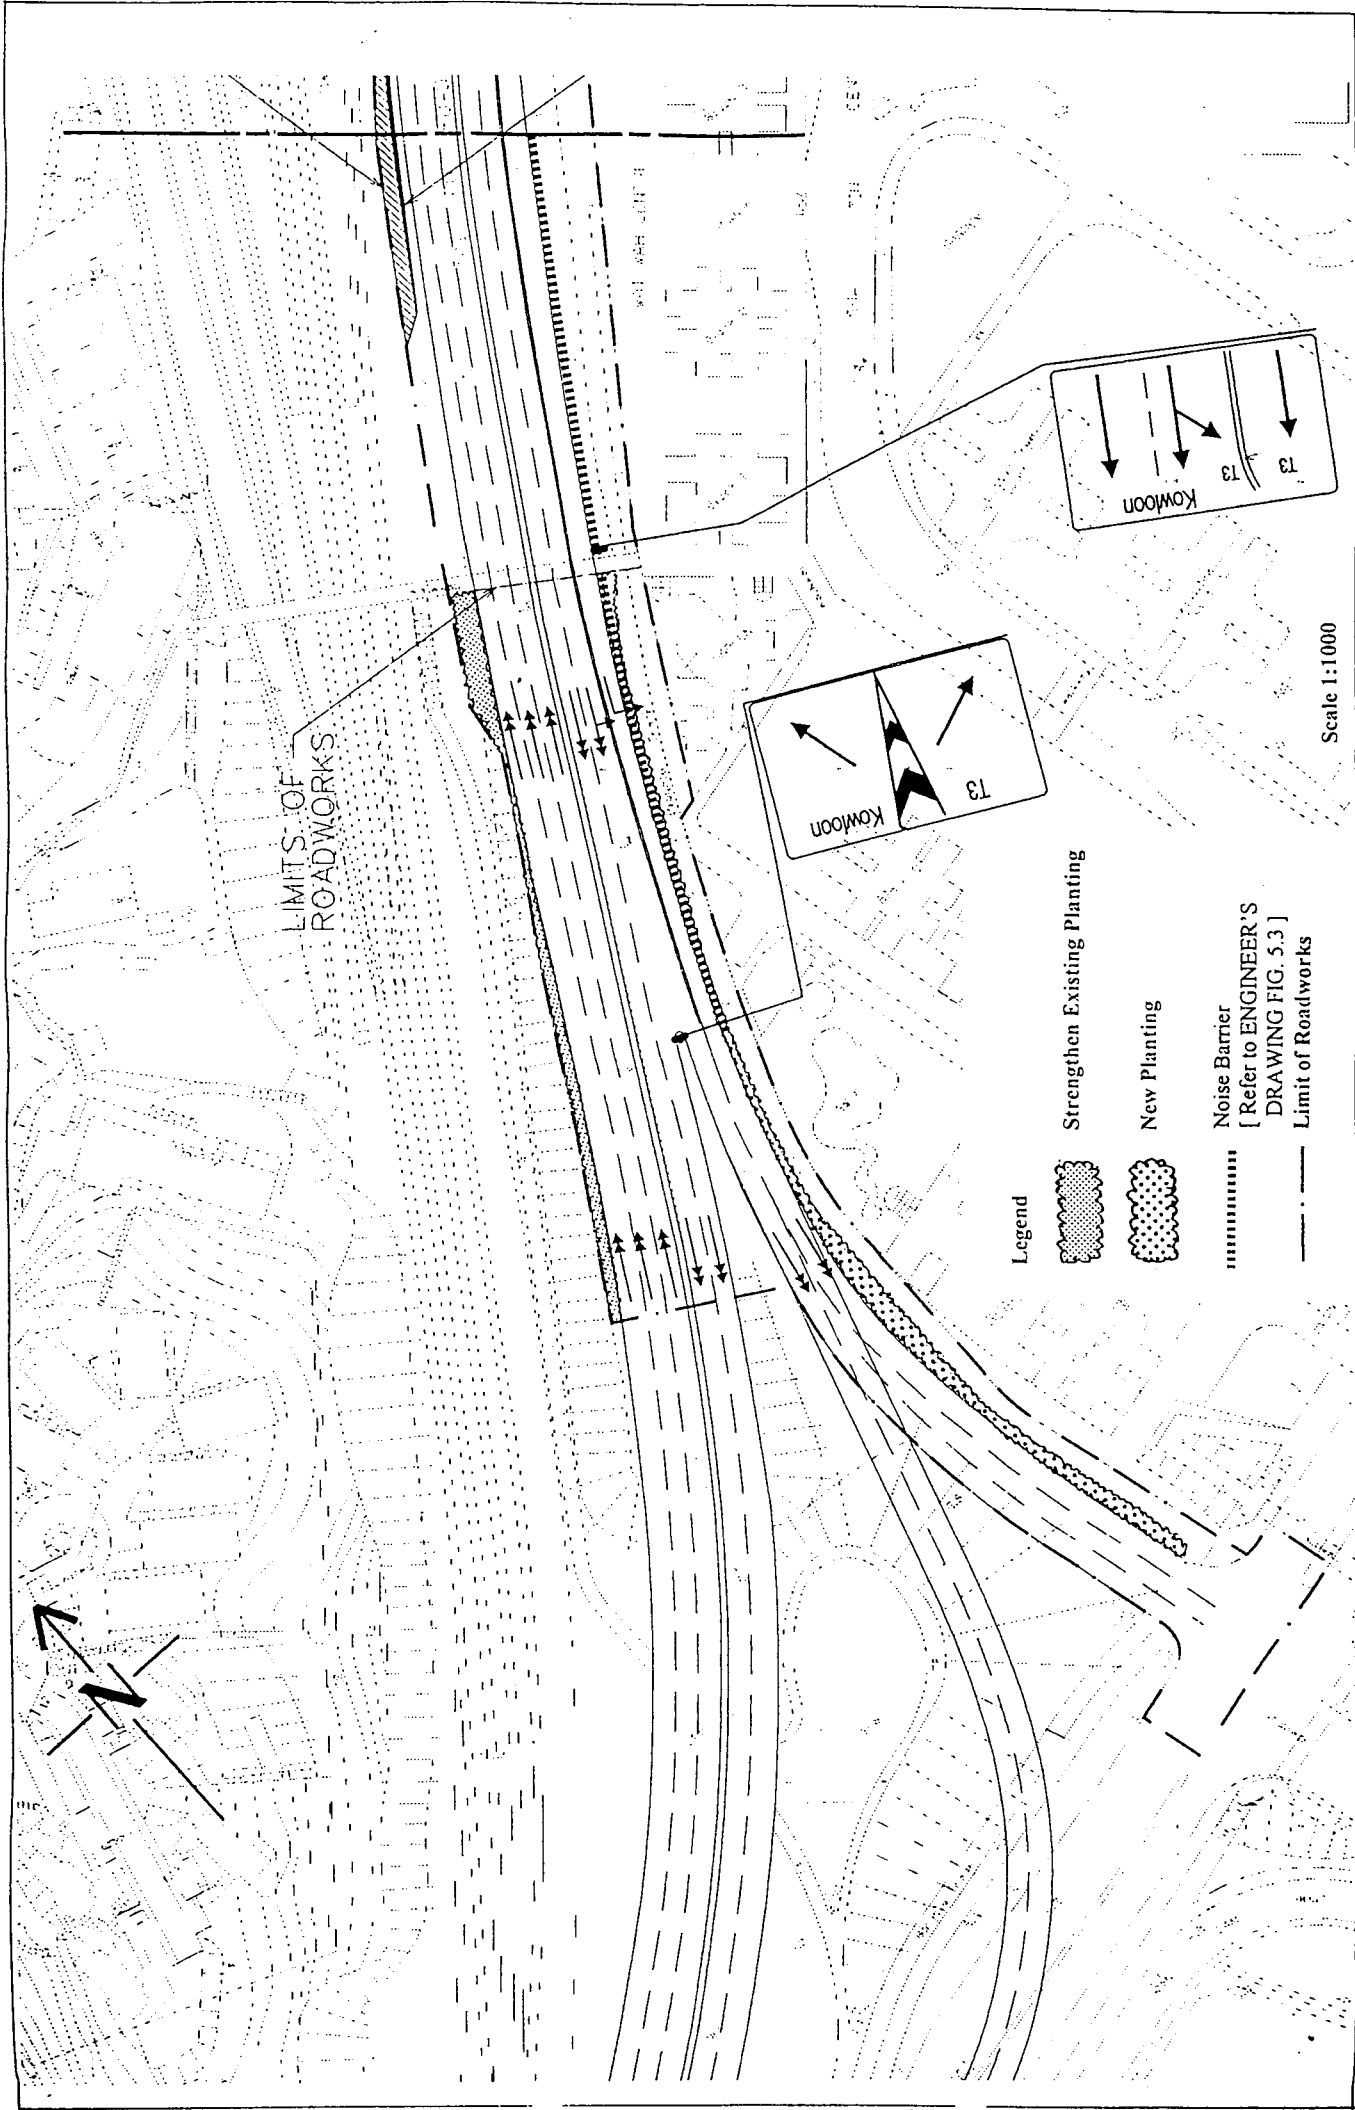 LIMITS OF
ROADWORKS
N
Kowloon
T3
T3
Kowloon
T3
Legend
Strengthen Existing Planting
New Planting
Noise Barrier
[ Refer to ENGINEER'S
DRAWING FIG. 5.3 ]
Limit of Roadworks
Scale 1:1000